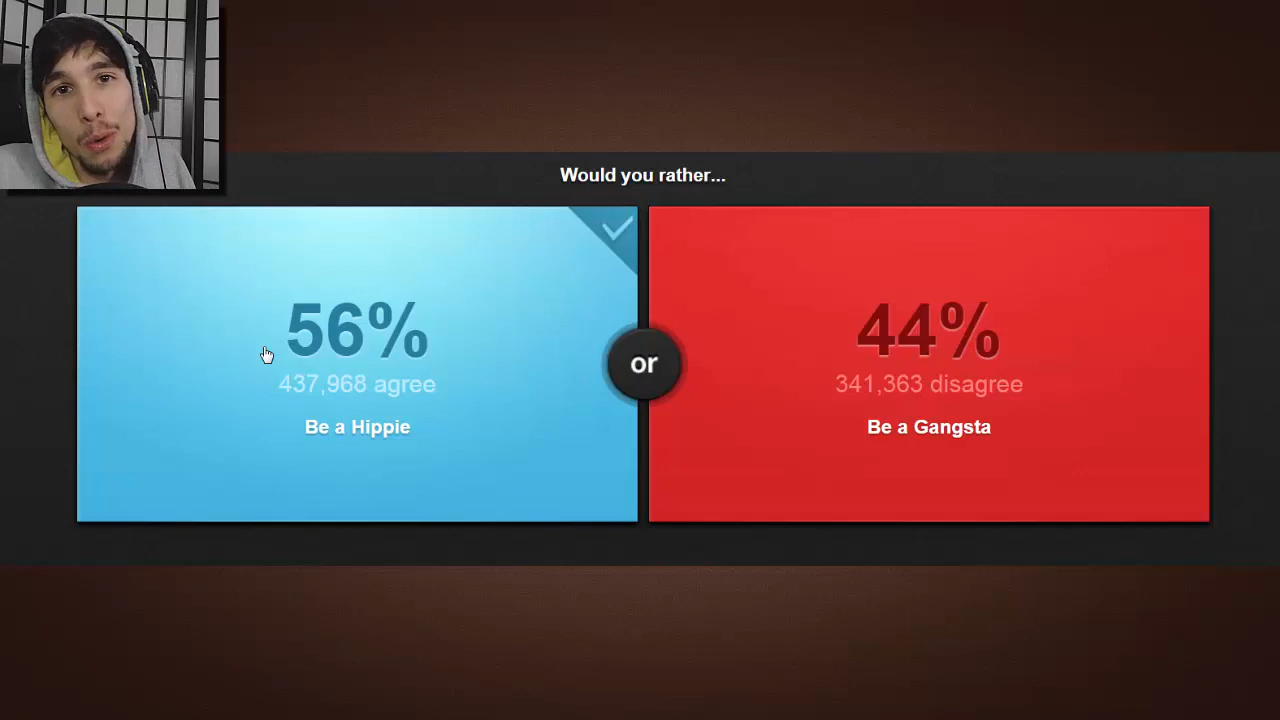 Would you rather...
56%
437,968 agree
Be a Hippie
or
44%
341,363 disagree
Be a Gangsta